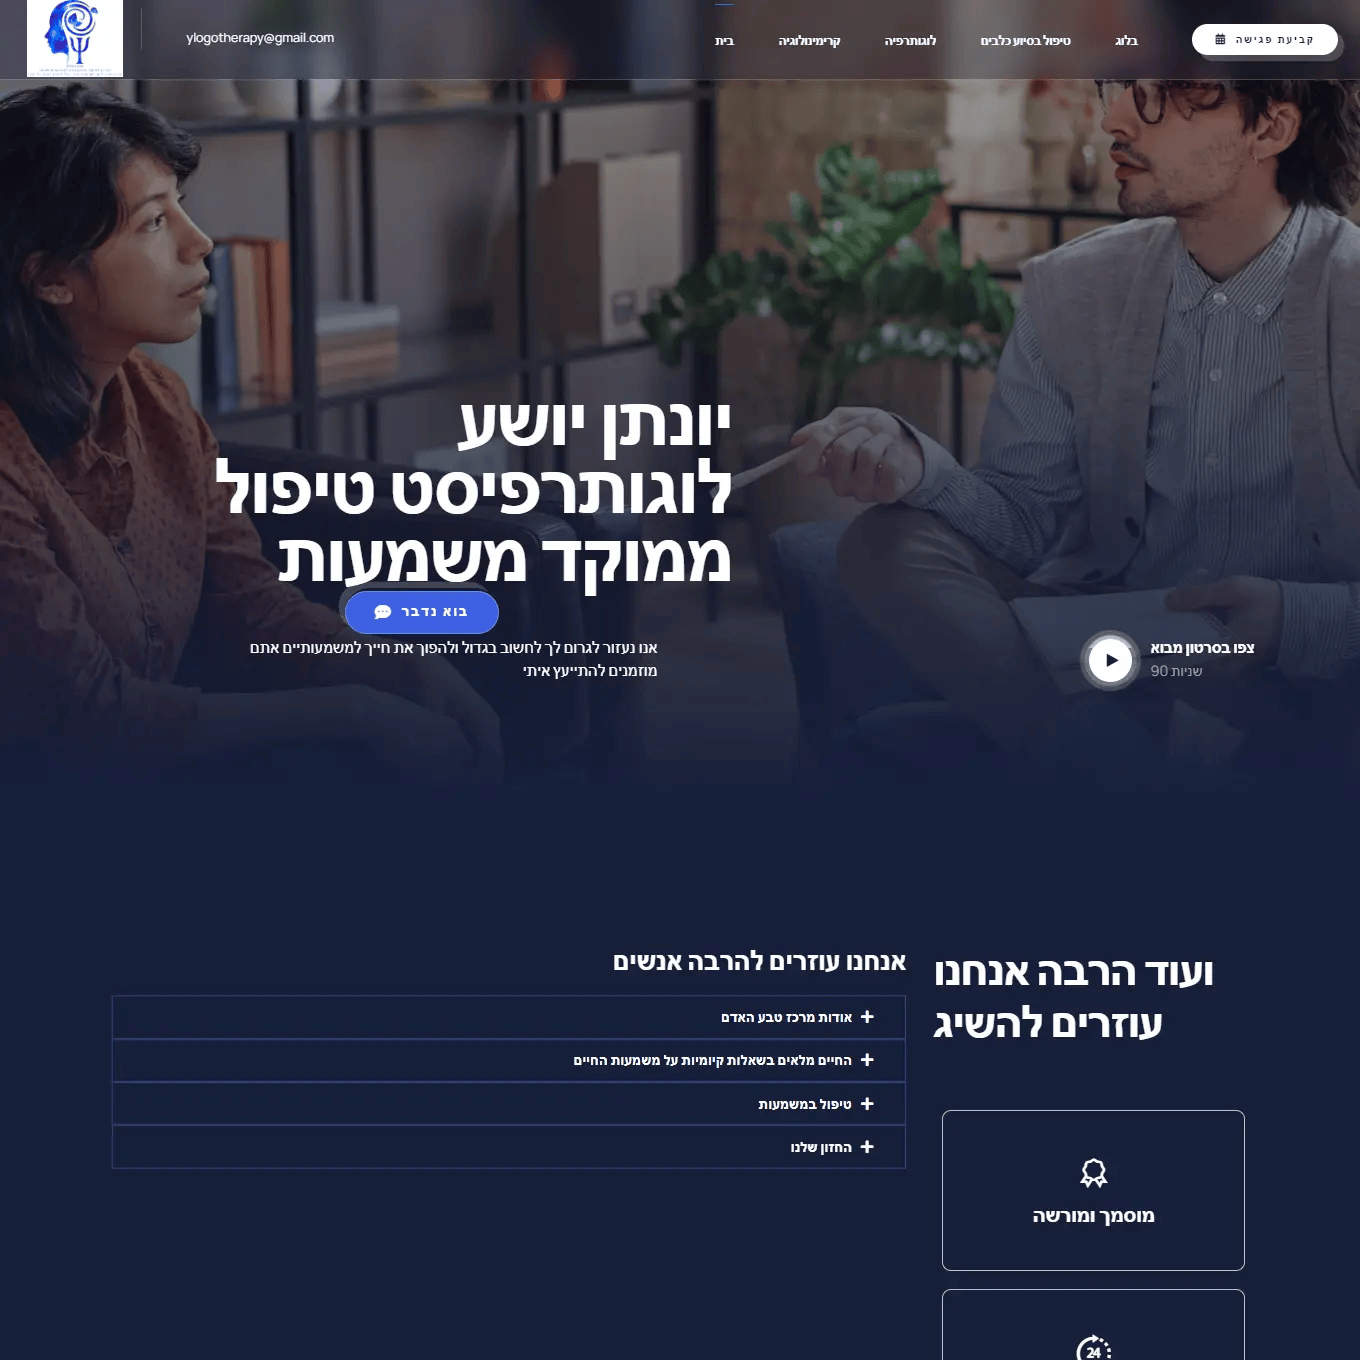 קביעת פגישה
בלוג
טיפול בסיוע כלבים
לוגותרפיה
קרימינולוגיה
בית
ylogotherapy@gmail.com
יונתן יושע
לוגותרפיסט טיפול
ממוקד משמעות
בוא נדבר
אנו נעזור לגרום לך לחשוב בגדול ולהפוך את חייך למשמעותיים אתם
מוזמנים להתייעץ איתי
צפו בסרטון מבוא
90 שניות
ועוד הרבה אנחנו
עוזרים להשיג
מוסמך ומורשה
24
אנחנו עוזרים להרבה אנשים
אודות מרכז טבע האדם
החיים מלאים בשאלות קיומיות על משמעות החיים
טיפול במשמעות
החזון שלנו